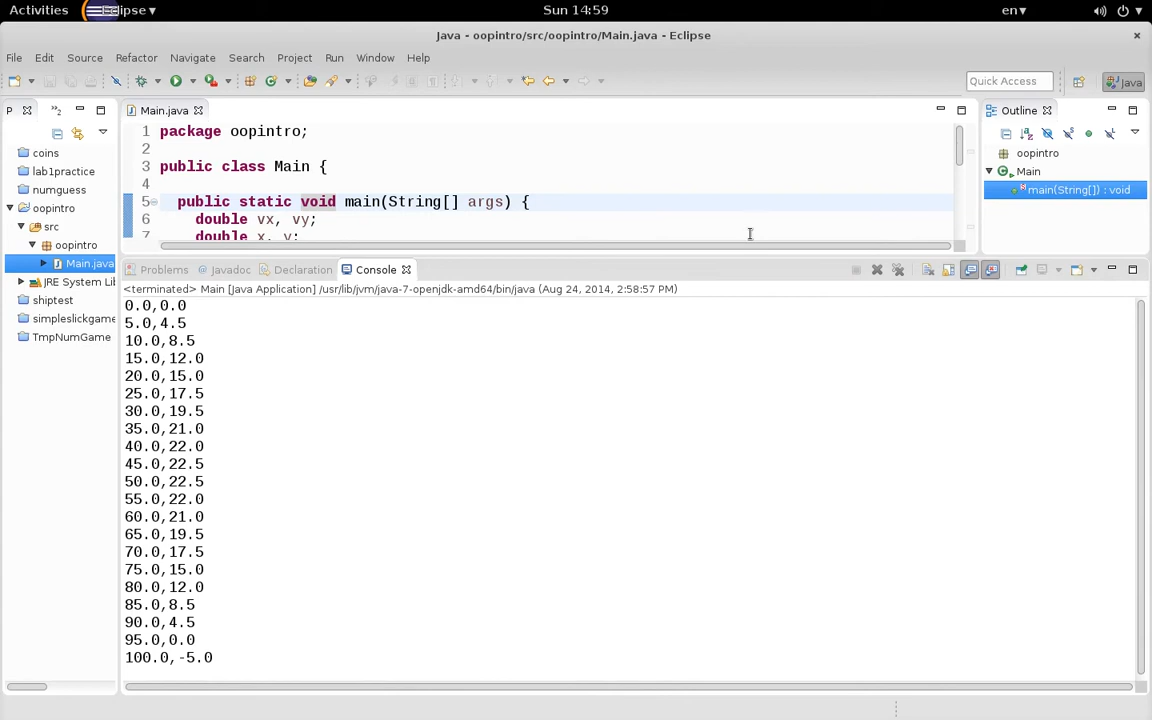 Activities Eclipse ▾ Sun 14:59 en▾
Java - oopintro/src/oopintro/Main.java - Eclipse
File Edit Source Refactor Navigate Search Project Run Window Help
Quick Access Java
P 2 Main.java Outline
1 package oopintro;
2
3 public class Main {
4
5 public static void main(String[] args) {
6 double vx, vy;
7 double x, y;
coins
lab1practice
numguess
oopintro
src
oopintro
Main.java
JRE System Lib
shiptest
simpleslickgame
TmpNumGame
oopintro
Main
main(String[]) : void
Problems Javadoc Declaration Console
<terminated> Main [Java Application] /usr/lib/jvm/java-7-openjdk-amd64/bin/java (Aug 24, 2014, 2:58:57 PM)
0.0,0.0
5.0,4.5
10.0,8.5
15.0,12.0
20.0,15.0
25.0,17.5
30.0,19.5
35.0,21.0
40.0,22.0
45.0,22.5
50.0,22.5
55.0,22.0
60.0,21.0
65.0,19.5
70.0,17.5
75.0,15.0
80.0,12.0
85.0,8.5
90.0,4.5
95.0,0.0
100.0,-5.0